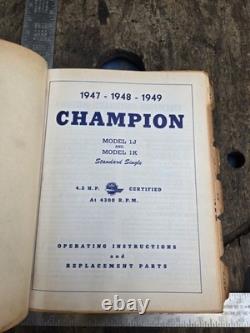 1947 - 1948 - 1949
CHAMPION
MODEL 1J
AND
MODEL 1K
Standard Single
4.2 H.P. CERTIFIED
At 4200 R.P.M.
OPERATING INSTRUCTIONS
and
REPLACEMENT PARTS